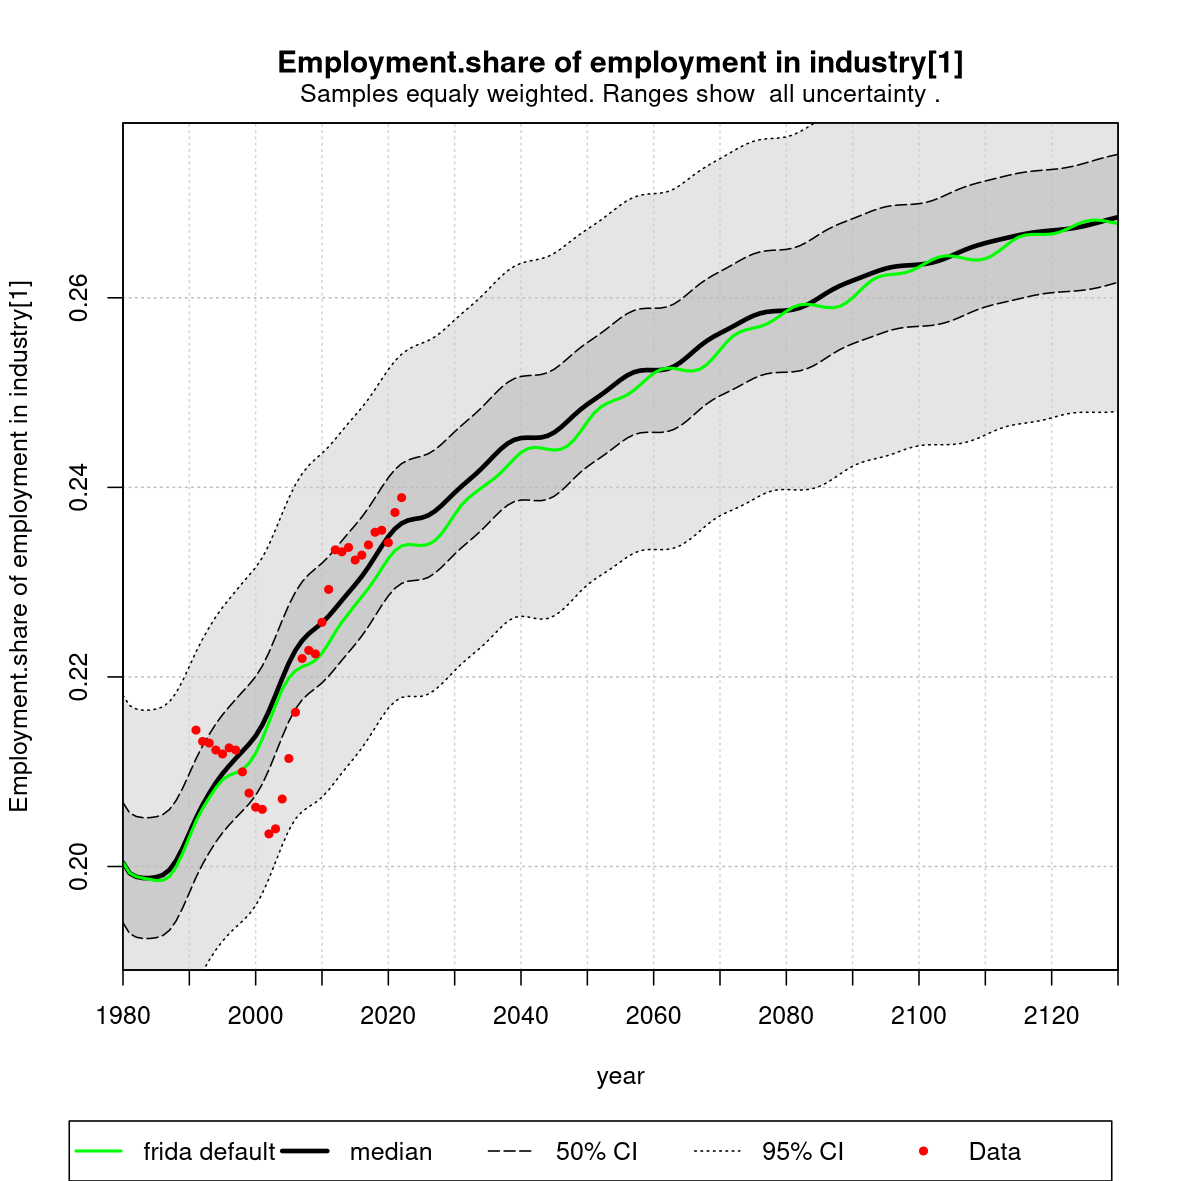 Employment.share of employment in industry[1]
Samples equaly weighted. Ranges show  all uncertainty .
Employment.share of employment in industry[1]
0.26
0.24
0.22
0.20
1980 2000 2020 2040 2060 2080 2100 2120
year
frida default median 50% CI 95% CI Data